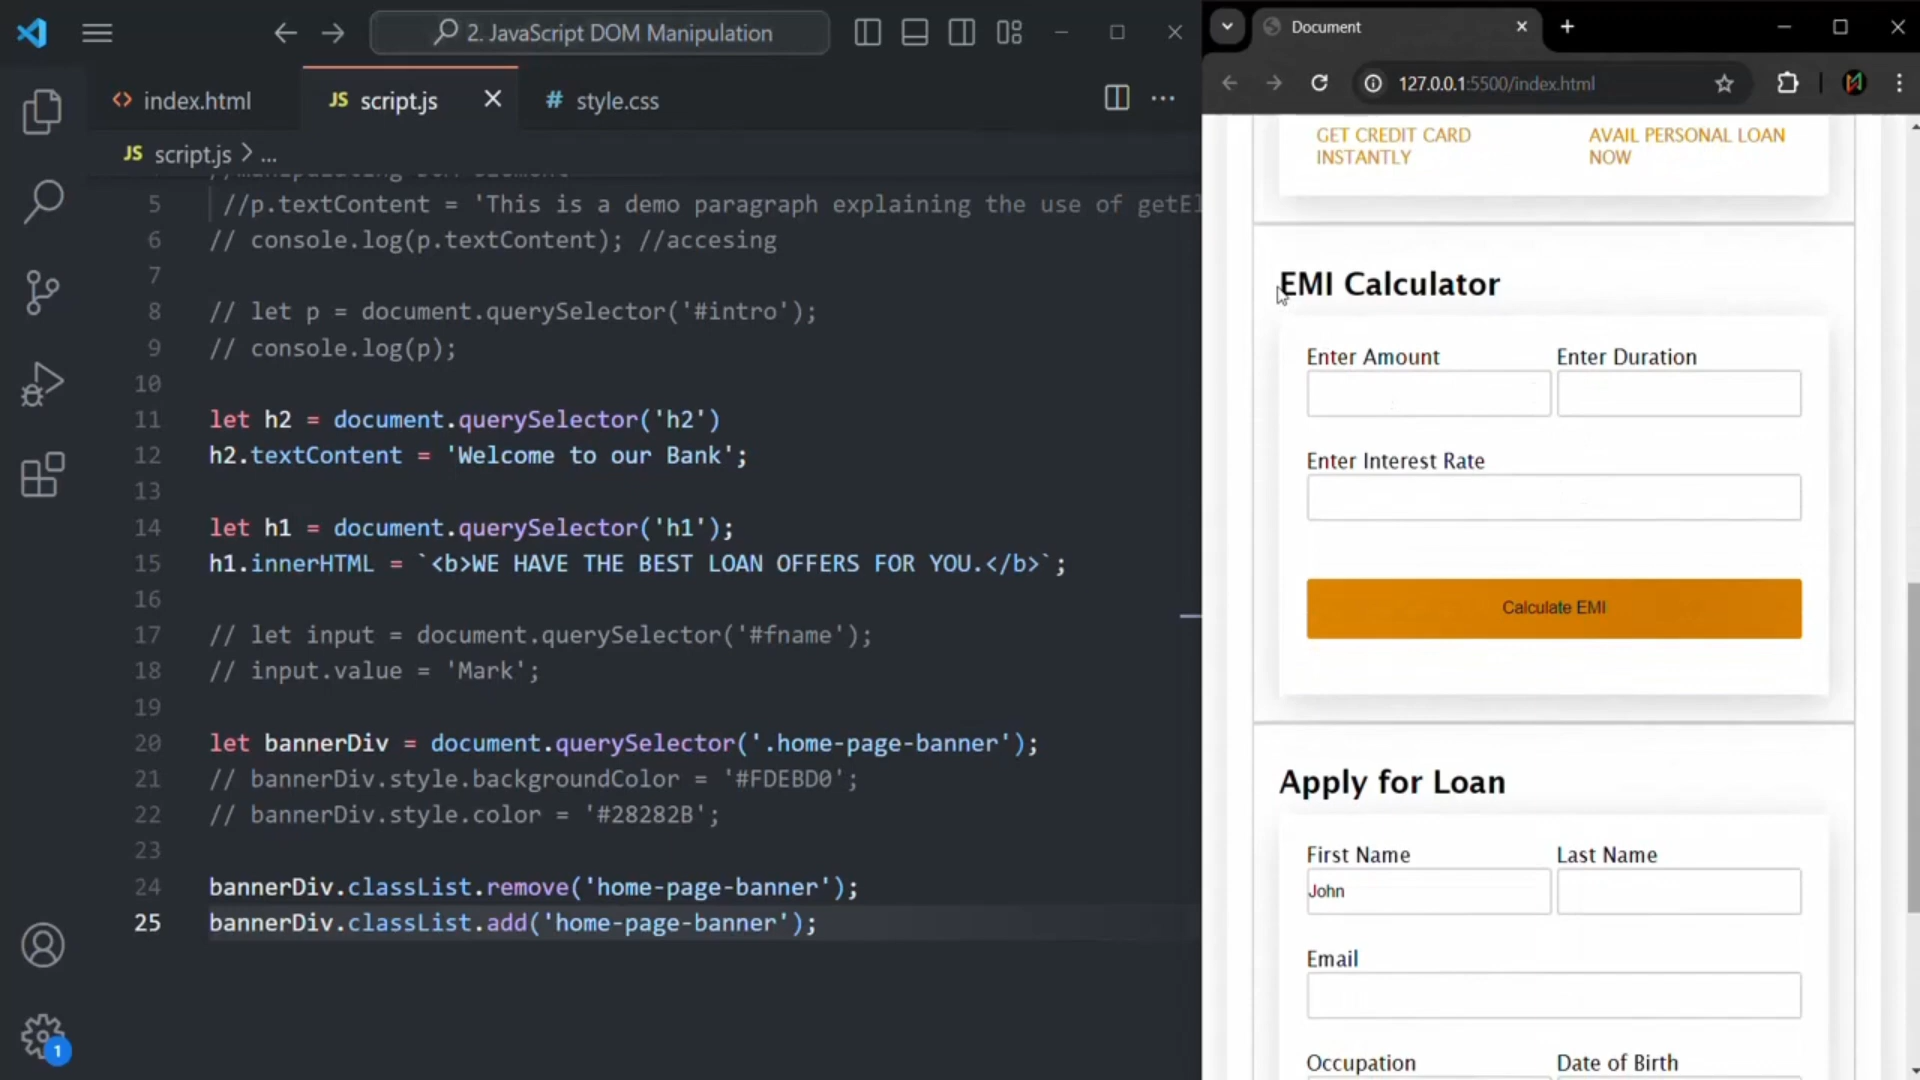 2. JavaScript DOM Manipulation
index.html
JS script.js
# style.css
JS script.js > ...
//manipulating DOM element
5 //p.textContent = 'This is a demo paragraph explaining the use of getEl
6 // console.log(p.textContent); //accesing
7
8 // let p = document.querySelector('#intro');
9 // console.log(p);
10
11 let h2 = document.querySelector('h2')
12 h2.textContent = 'Welcome to our Bank';
13
14 let h1 = document.querySelector('h1');
15 h1.innerHTML = `<b>WE HAVE THE BEST LOAN OFFERS FOR YOU.</b>`;
16
17 // let input = document.querySelector('#fname');
18 // input.value = 'Mark';
19
20 let bannerDiv = document.querySelector('.home-page-banner');
21 // bannerDiv.style.backgroundColor = '#FDEBD0';
22 // bannerDiv.style.color = '#28282B';
23
24 bannerDiv.classList.remove('home-page-banner');
25 bannerDiv.classList.add('home-page-banner');
1
Document
127.0.0.1:5500/index.html
GET CREDIT CARD
INSTANTLY
AVAIL PERSONAL LOAN
NOW
EMI Calculator
Enter Amount
Enter Duration
Enter Interest Rate
Calculate EMI
Apply for Loan
First Name
Last Name
John
Email
Occupation
Date of Birth